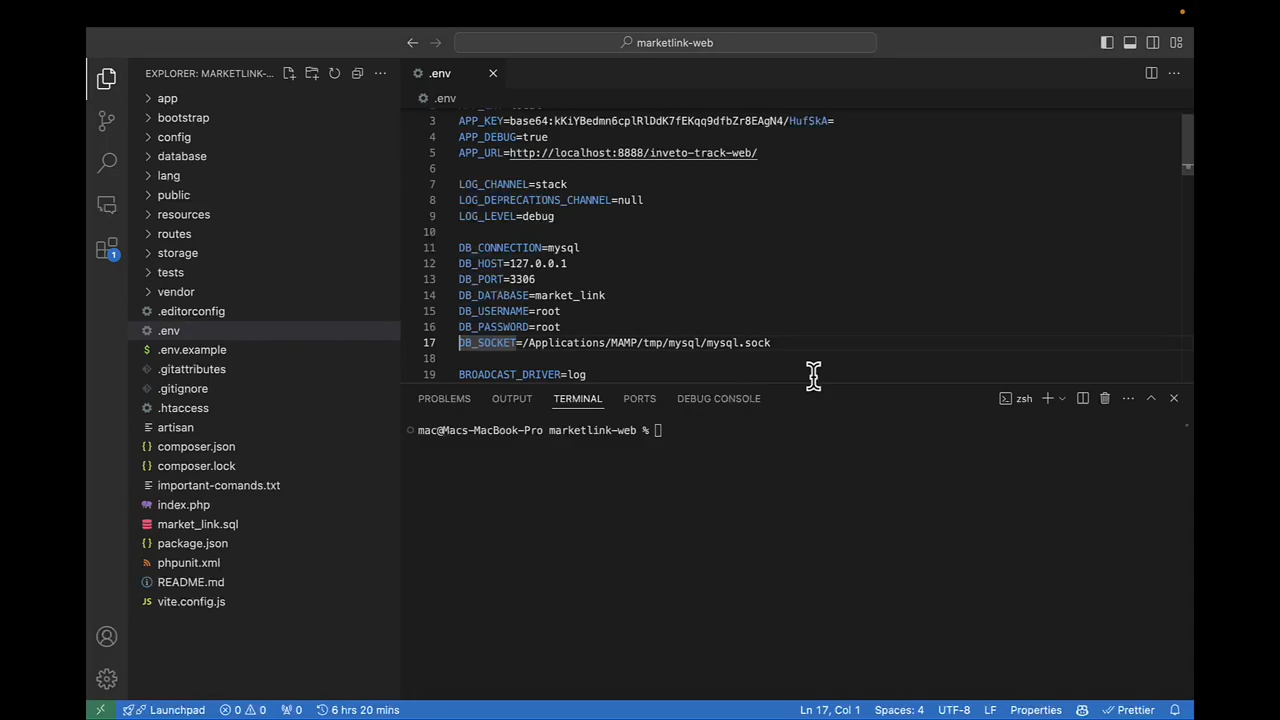 marketlink-web
EXPLORER: MARKETLINK-...
app
bootstrap
config
database
lang
public
resources
routes
storage
tests
vendor
.editorconfig
.env
.env.example
.gitattributes
.gitignore
.htaccess
artisan
composer.json
composer.lock
important-comands.txt
index.php
market_link.sql
package.json
phpunit.xml
README.md
JS vite.config.js
1
.env
.env
3 APP_KEY=base64:kKiYBedmn6cplRlDdK7fEKqq9dfbZr8EAgN4/HufSkA=
4 APP_DEBUG=true
5 APP_URL=http://localhost:8888/inveto-track-web/
6
7 LOG_CHANNEL=stack
8 LOG_DEPRECATIONS_CHANNEL=null
9 LOG_LEVEL=debug
10
11 DB_CONNECTION=mysql
12 DB_HOST=127.0.0.1
13 DB_PORT=3306
14 DB_DATABASE=market_link
15 DB_USERNAME=root
16 DB_PASSWORD=root
17 DB_SOCKET=/Applications/MAMP/tmp/mysql/mysql.sock
18
19 BROADCAST_DRIVER=log
PROBLEMS OUTPUT TERMINAL PORTS DEBUG CONSOLE zsh
mac@Macs-MacBook-Pro marketlink-web %
Launchpad 0 0 0 6 hrs 20 mins Ln 17, Col 1 Spaces: 4 UTF-8 LF Properties Prettier